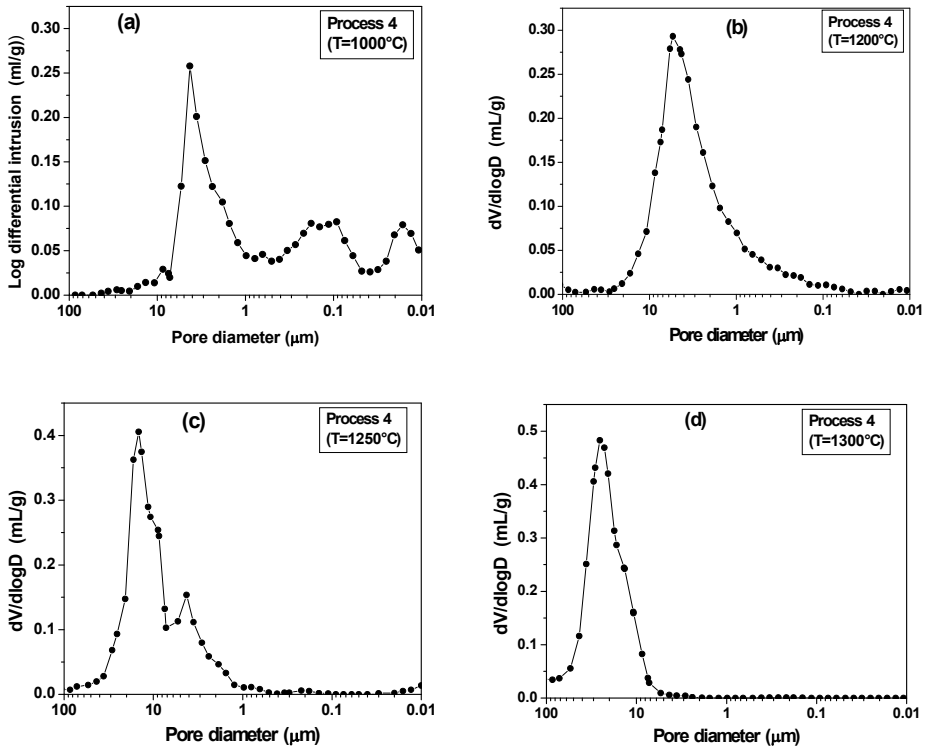 (a)
Process 4
(T=1000°C)
Log differential intrusion (ml/g))
0.30
0.25
0.20
0.15
0.10
0.05
0.00
100 10 1 0.1 0.01
Pore diameter (μm)
(b)
Process 4
(T=1200°C)
dV/dlogD (mL/g)
0.30
0.25
0.20
0.15
0.10
0.05
0.00
100 10 1 0.1 0.01
Pore diameter (μm)
(c)
Process 4
(T=1250°C)
dV/dlogD (mL/g)
0.4
0.3
0.2
0.1
0.0
100 10 1 0.1 0.01
Pore diameter (μm)
(d)
Process 4
(T=1300°C)
dV/dlogD (mL/g)
0.5
0.4
0.3
0.2
0.1
0.0
100 10 1 0.1 0.01
Pore diameter (μm)